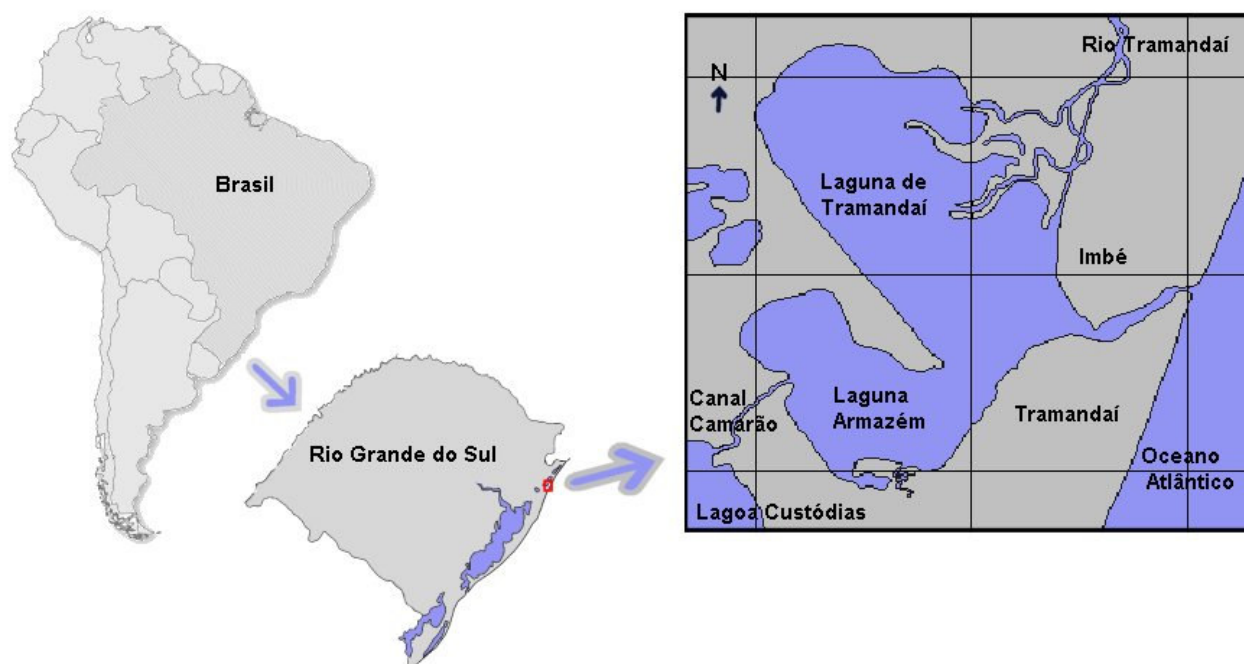 Brasil
Rio Grande do Sul
Rio Tramandaí
N
Laguna de
Tramandaí
Imbé
Canal
Camarão
Laguna
Armazém
Tramandaí
Oceano
Atlântico
Lagoa Custódias